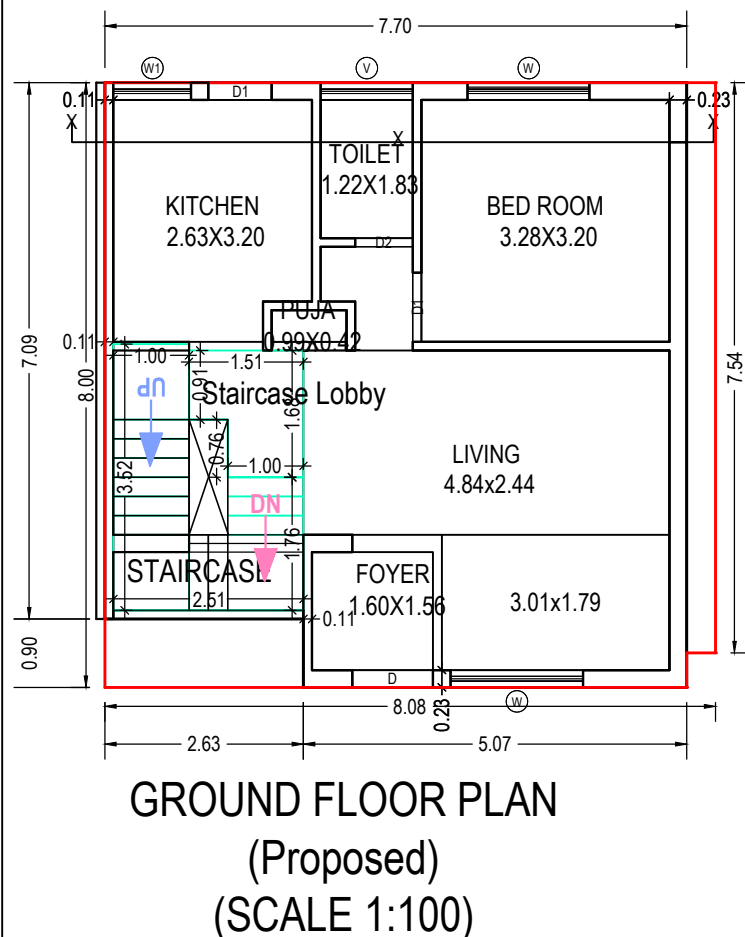 7.70
W1
V
W
D1
0.11
0.23
X
X
X
TOILET
1.22X1.83
KITCHEN
2.63X3.20
BED ROOM
3.28X3.20
D2
D1
PUJA
0.99X0.42
7.09
8.00
7.54
0.11
1.00
1.51
0.91
UP
Staircase Lobby
1.68
0.76
3.52
1.00
LIVING
4.84x2.44
DN
1.76
STAIRCASE
2.51
FOYER
1.60X1.56
3.01x1.79
0.11
0.90
D
0.23
W
8.08
2.63
5.07
GROUND FLOOR PLAN
(Proposed)
(SCALE 1:100)